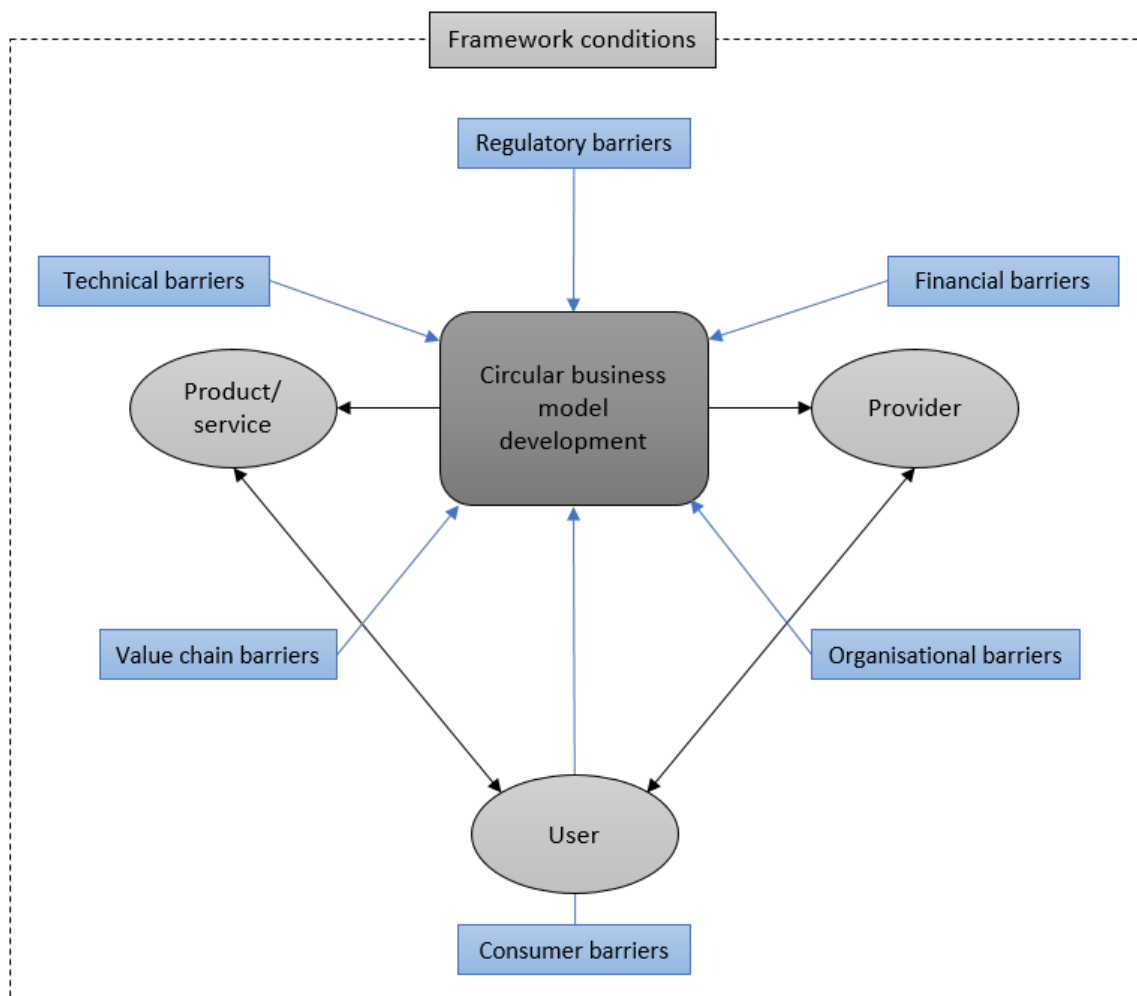 Framework conditions
Regulatory barriers
Technical barriers
Financial barriers
Product/
service
Circular business
model
development
Provider
Value chain barriers
Organisational barriers
User
Consumer barriers